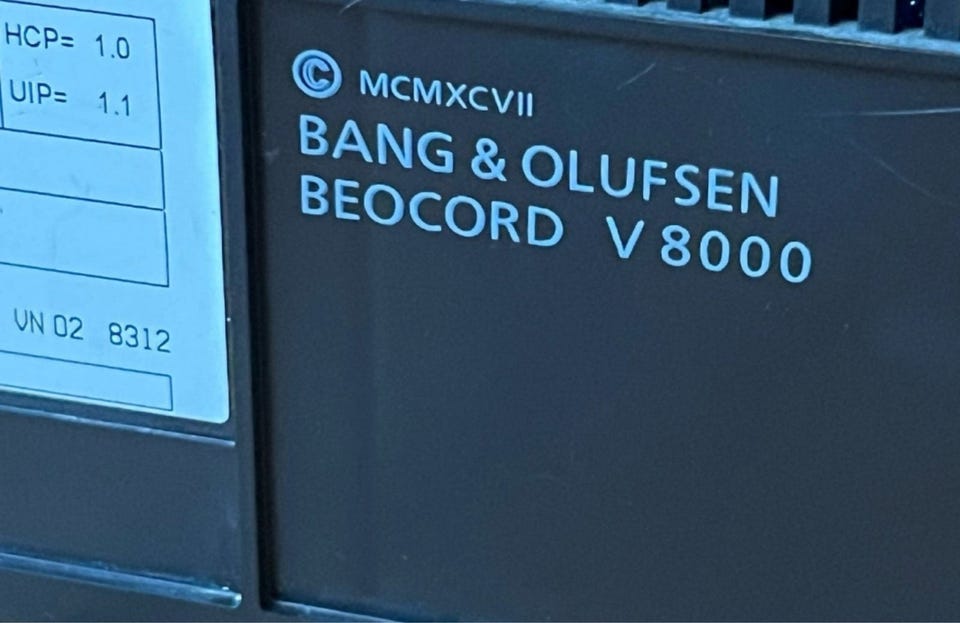 HCP= 1.0
UIP= 1.1
VN 02 8312
© MCMXCVII
BANG & OLUFSEN
BEOCORD V 8000